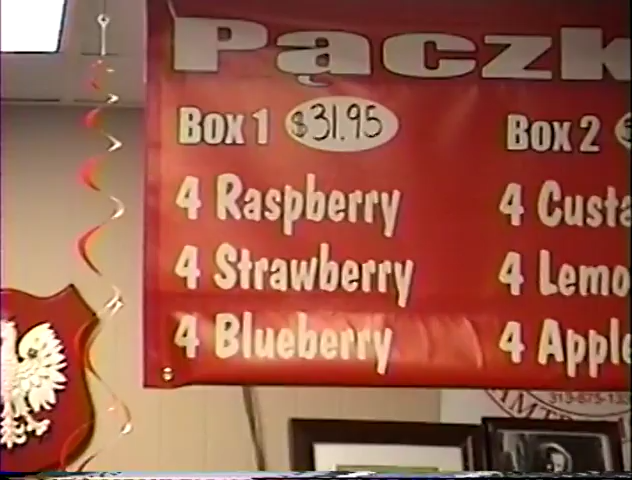 Pączk
Box 1 $31.95
4 Raspberry
4 Strawberry
4 Blueberry
Box 2
4 Custa
4 Lemo
4 Apple